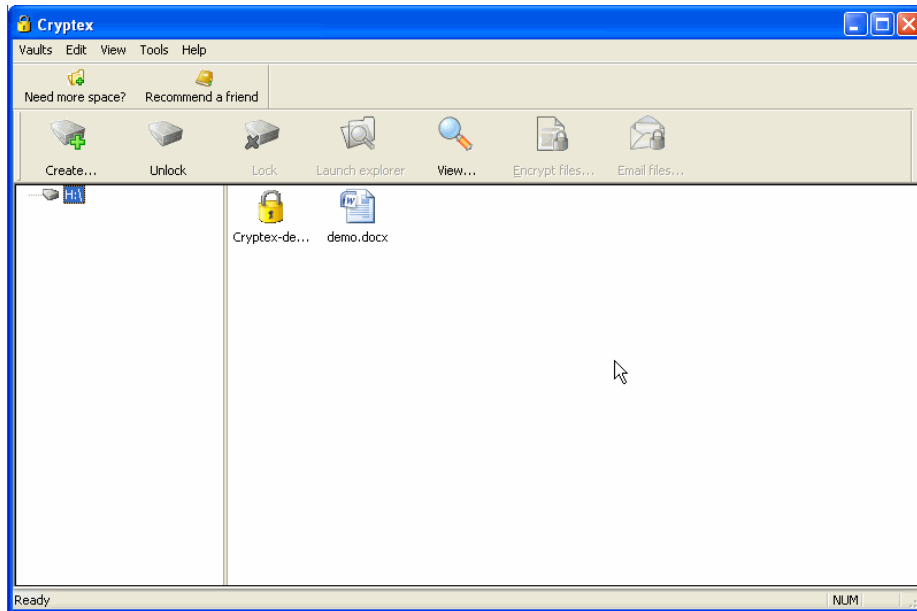 Cryptex
Vaults Edit View Tools Help
Need more space? Recommend a friend
Create... Unlock Lock Launch explorer View... Encrypt files... Email files...
H:\
Cryptex-de... demo.docx
Ready NUM